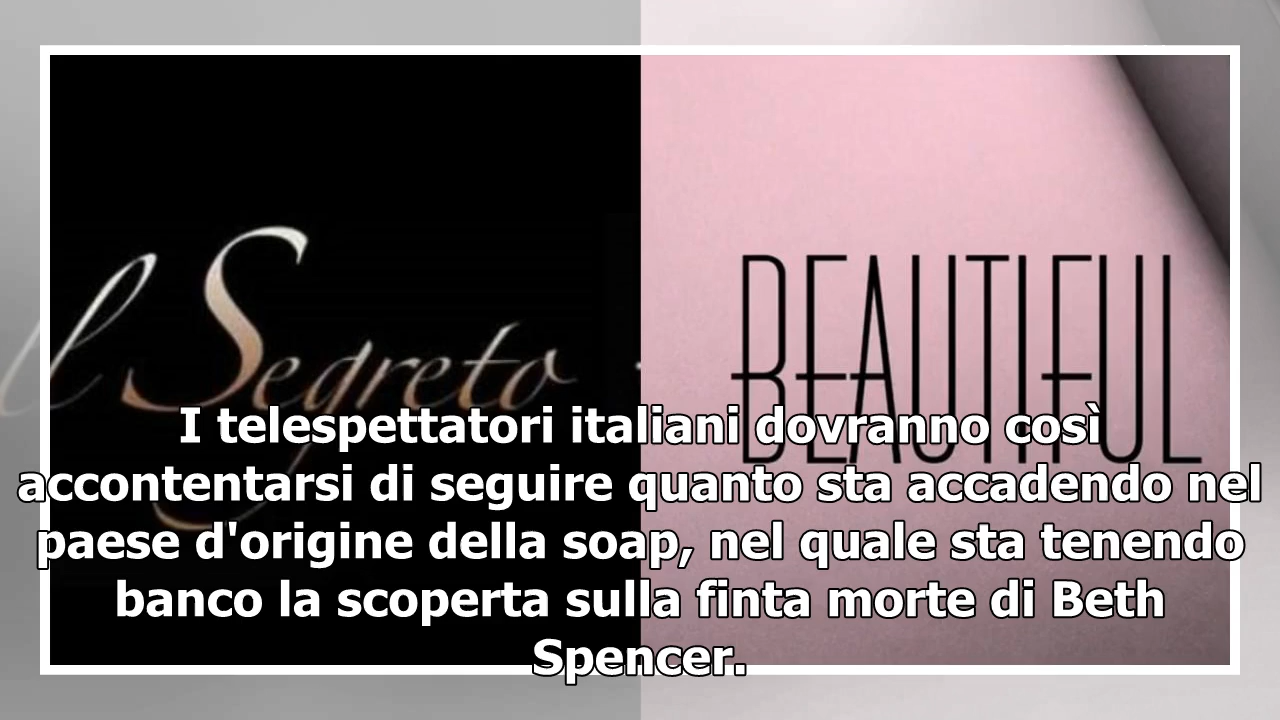 Il Segreto
BEAUTIFUL
I telespettatori italiani dovranno così
accontentarsi di seguire quanto sta accadendo nel
paese d'origine della soap, nel quale sta tenendo
banco la scoperta sulla finta morte di Beth
Spencer.